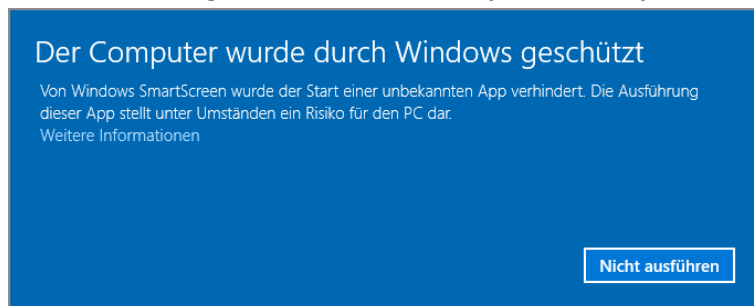 Der Computer wurde durch Windows geschützt
Von Windows SmartScreen wurde der Start einer unbekannten App verhindert. Die Ausführung
dieser App stellt unter Umständen ein Risiko für den PC dar.
Weitere Informationen
Nicht ausführen